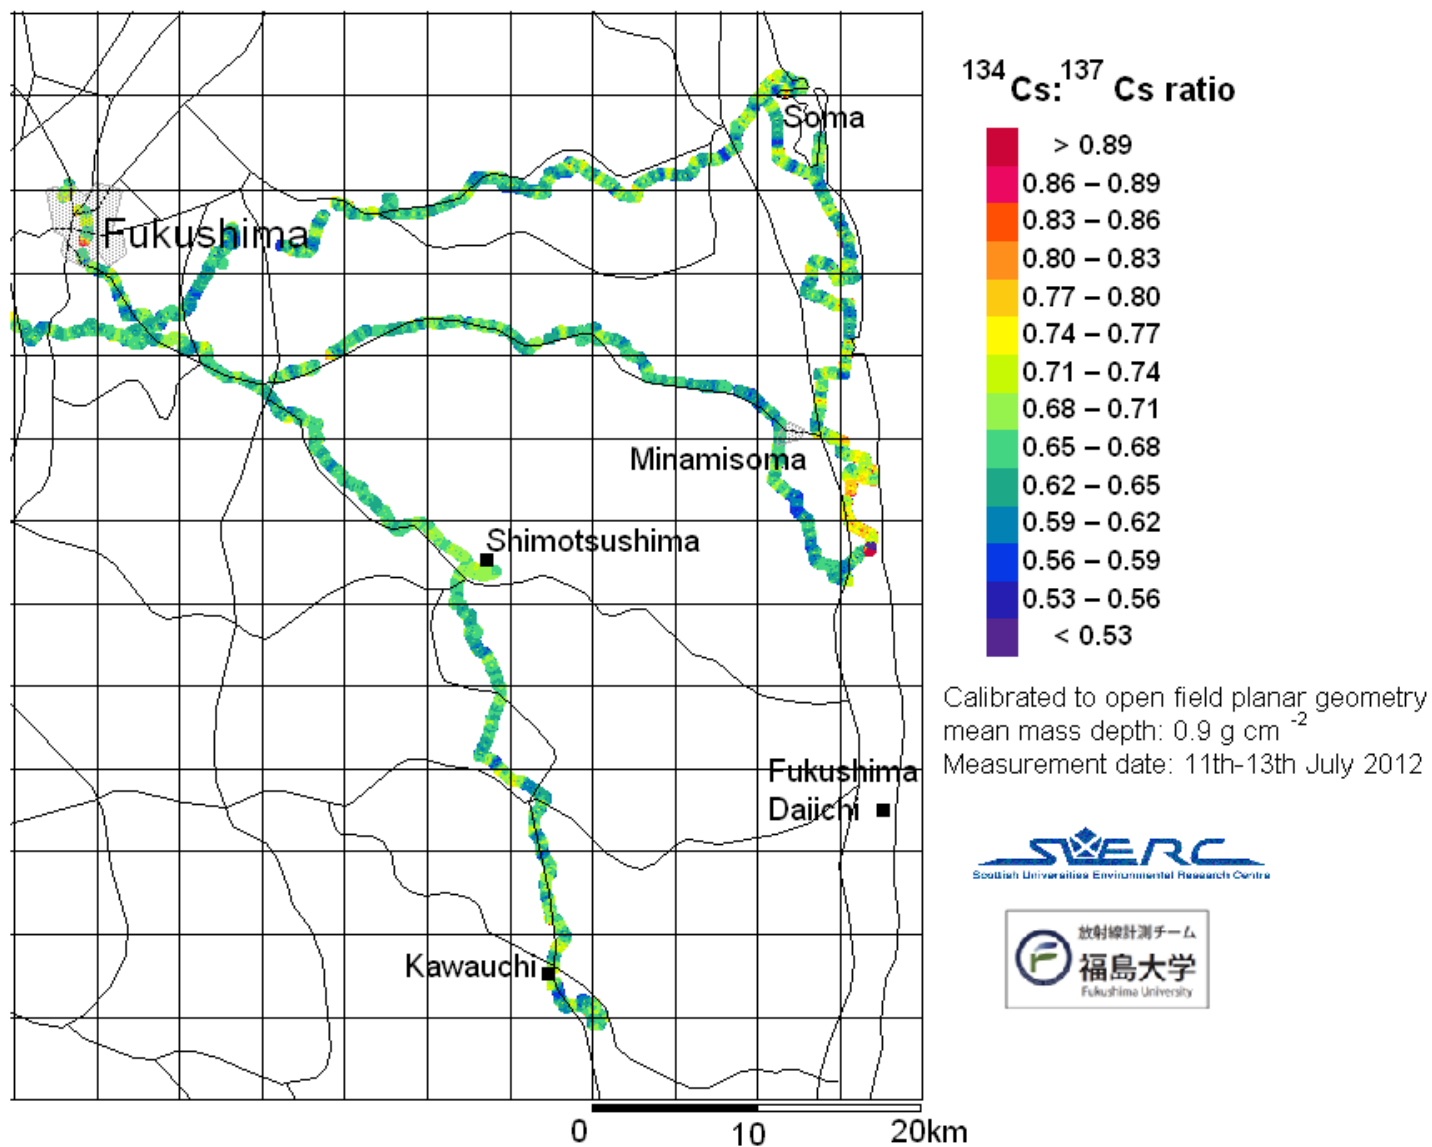 Soma
Fukushima
Minamisoma
Shimotsushima
Fukushima
Daiichi
Kawauchi
0 10 20km
134Cs:137 Cs ratio
> 0.89
0.86 – 0.89
0.83 – 0.86
0.80 – 0.83
0.77 – 0.80
0.74 – 0.77
0.71 – 0.74
0.68 – 0.71
0.65 – 0.68
0.62 – 0.65
0.59 – 0.62
0.56 – 0.59
0.53 – 0.56
< 0.53
Calibrated to open field planar geometry
mean mass depth: 0.9 g cm -2
Measurement date: 11th-13th July 2012
SUERC
Scottish Universities Environmental Research Centre
放射線計測チーム
福島大学
Fukushima University